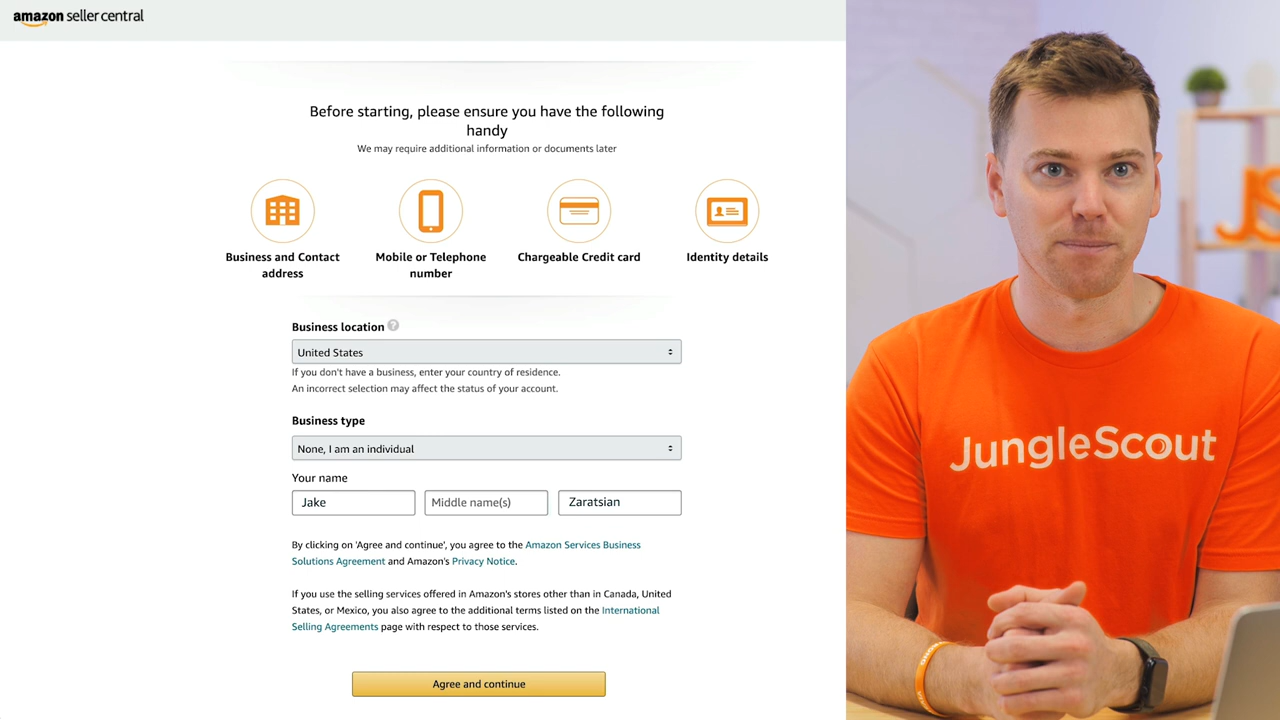 amazon seller central
Before starting, please ensure you have the following
handy
We may require additional information or documents later
Business and Contact
address
Mobile or Telephone
number
Chargeable Credit card
Identity details
Business location ?
United States
If you don't have a business, enter your country of residence.
An incorrect selection may affect the status of your account.
Business type
None, I am an individual
Your name
Jake
Middle name(s)
Zaratsian
By clicking on 'Agree and continue', you agree to the Amazon Services Business
Solutions Agreement and Amazon's Privacy Notice.
If you use the selling services offered in Amazon's stores other than in Canada, United
States, or Mexico, you also agree to the additional terms listed on the International
Selling Agreements page with respect to those services.
Agree and continue
JungleScout
JS